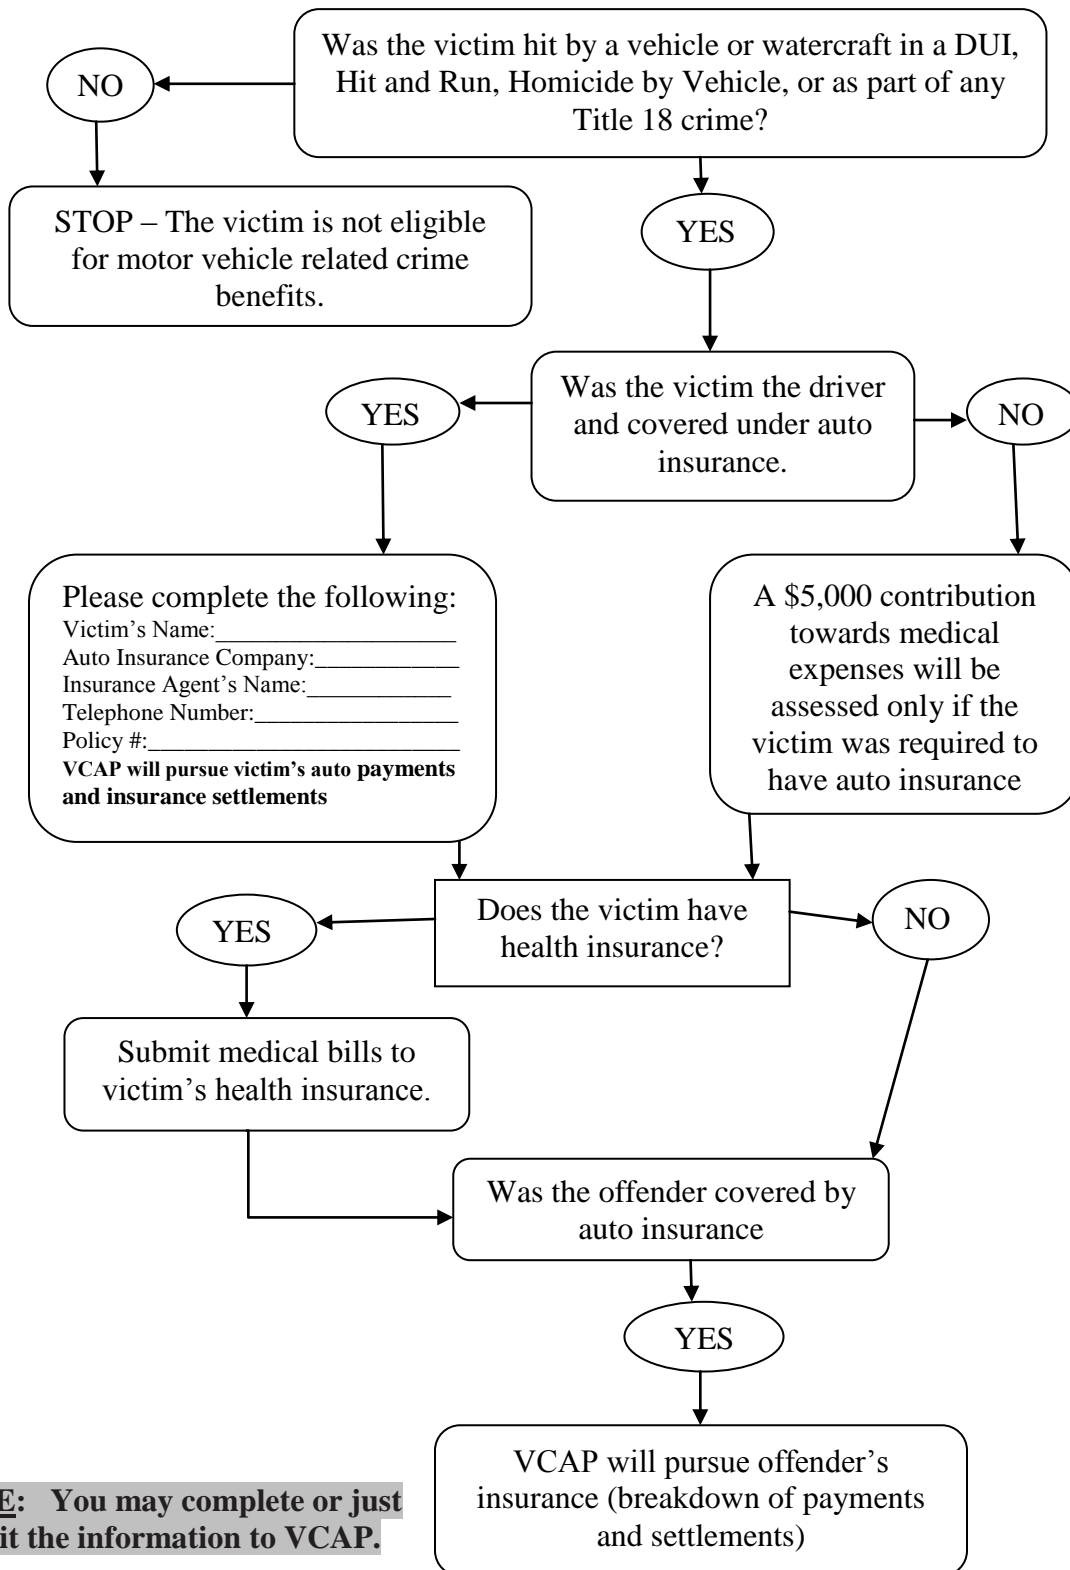 Was the victim hit by a vehicle or watercraft in a DUI,
Hit and Run, Homicide by Vehicle, or as part of any
Title 18 crime?
NO
STOP – The victim is not eligible
for motor vehicle related crime
benefits.
YES
Was the victim the driver
and covered under auto
insurance.
YES
NO
Please complete the following:
Victim’s Name:____________________
Auto Insurance Company:____________
Insurance Agent’s Name:____________
Telephone Number:_________________
Policy #:__________________________
VCAP will pursue victim’s auto payments
and insurance settlements
A $5,000 contribution
towards medical
expenses will be
assessed only if the
victim was required to
have auto insurance
Does the victim have
health insurance?
YES
NO
Submit medical bills to
victim’s health insurance.
Was the offender covered by
auto insurance
YES
VCAP will pursue offender’s
insurance (breakdown of payments
and settlements)
E: You may complete or just
it the information to VCAP.